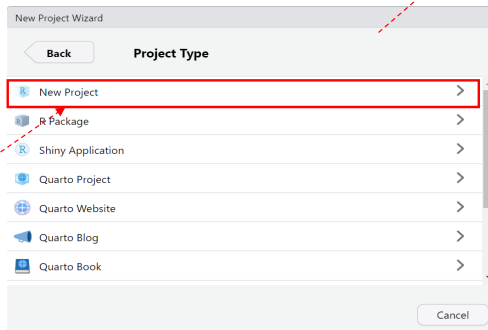 New Project Wizard
Back
Project Type
R New Project
R R Package
R Shiny Application
Quarto Project
Quarto Website
Quarto Blog
Quarto Book
Cancel